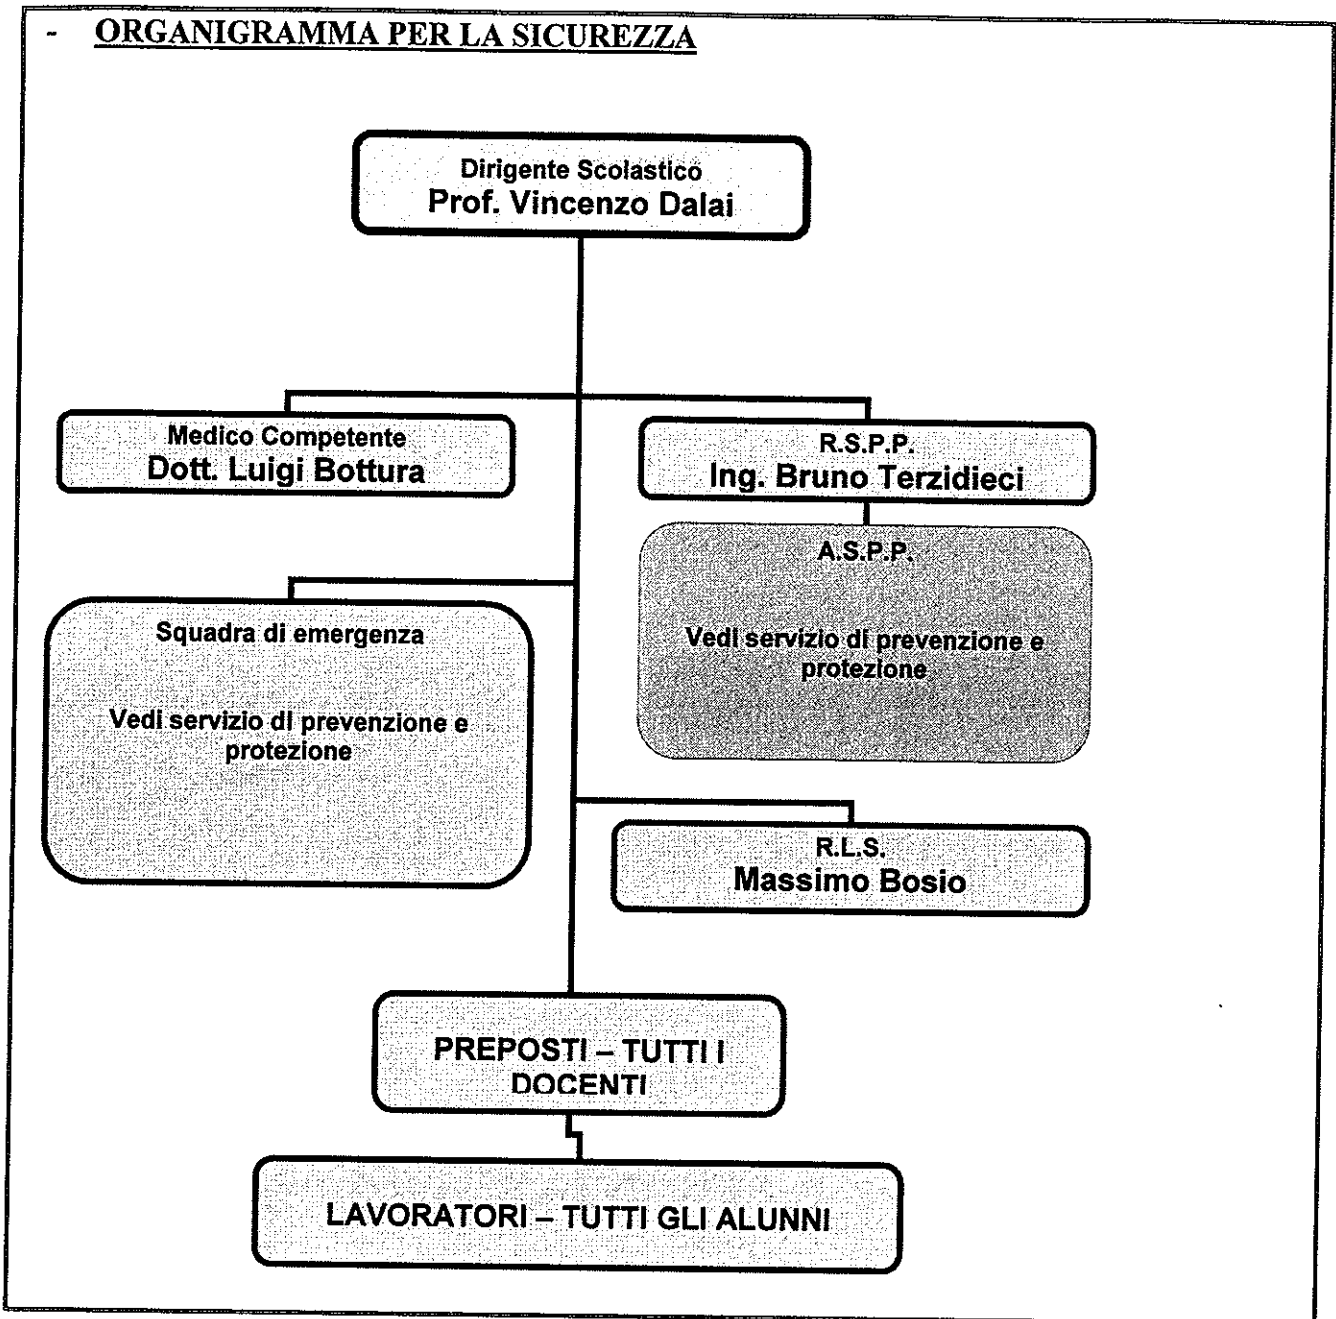 - ORGANIGRAMMA PER LA SICUREZZA
Dirigente Scolastico
Prof. Vincenzo Dalai
Medico Competente
Dott. Luigi Bottura
R.S.P.P.
Ing. Bruno Terzidieci
A.S.P.P.
Vedi servizio di prevenzione e
protezione
Squadra di emergenza
Vedi servizio di prevenzione e
protezione
R.L.S.
Massimo Bosio
PREPOSTI – TUTTI I
DOCENTI
LAVORATORI – TUTTI GLI ALUNNI